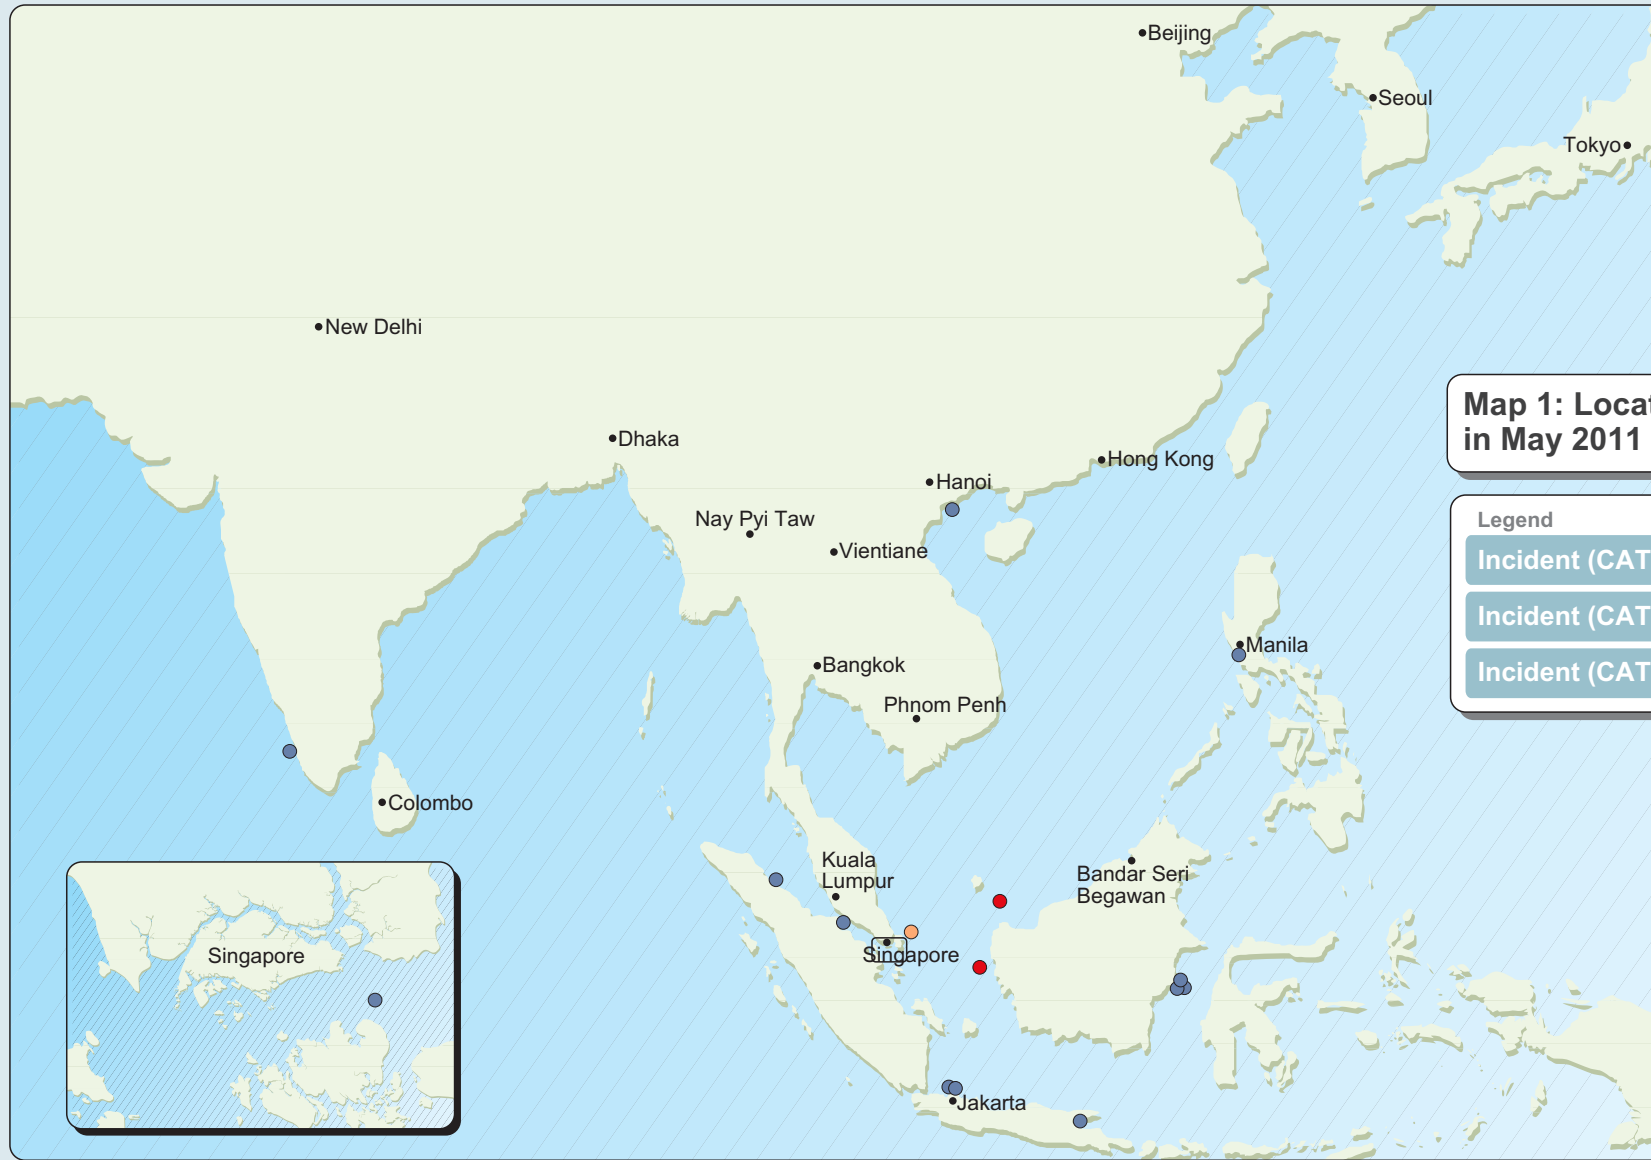 Beijing
Seoul
Tokyo
New Delhi
Map 1: Locat
in May 2011
Dhaka
Hong Kong
Hanoi
Nay Pyi Taw
Vientiane
Legend
Incident (CAT
Incident (CAT
Incident (CAT
Manila
Bangkok
Phnom Penh
Colombo
Kuala
Lumpur
Bandar Seri
Begawan
Singapore
Singapore
Jakarta